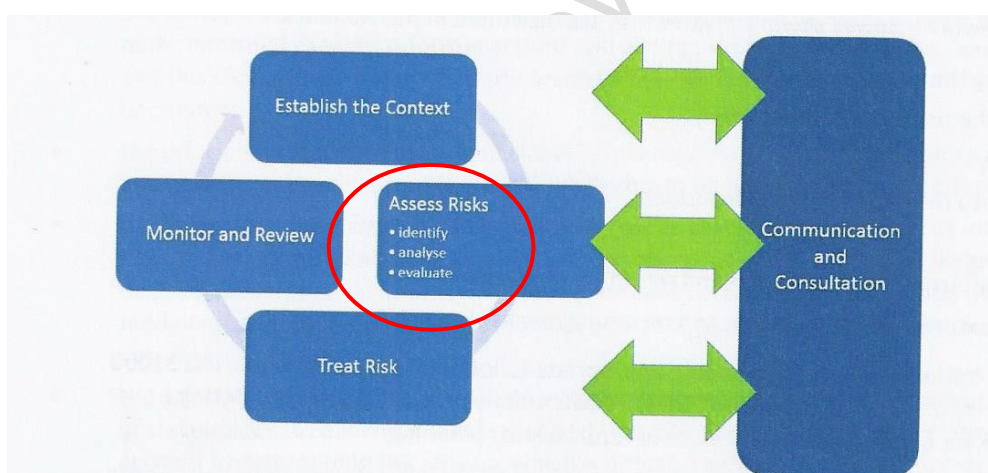 Establish the Context
Assess Risks
• identify
• analyse
• evaluate
Monitor and Review
Treat Risk
Communication
and
Consultation